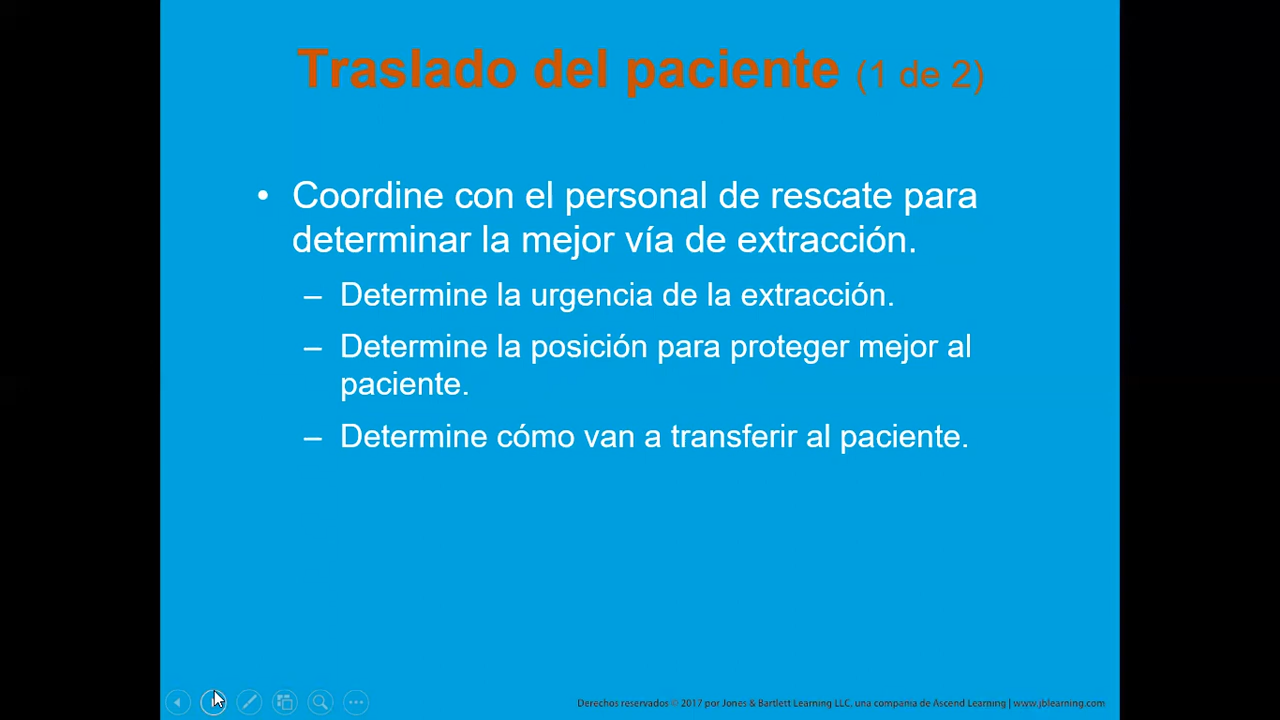 Traslado del paciente (1 de 2)
• Coordine con el personal de rescate para
determinar la mejor vía de extracción.
– Determine la urgencia de la extracción.
– Determine la posición para proteger mejor al
paciente.
– Determine cómo van a transferir al paciente.
Derechos reservados © 2017 por Jones & Bartlett Learning LLC, una compania de Ascend Learning | www.jblearning.com